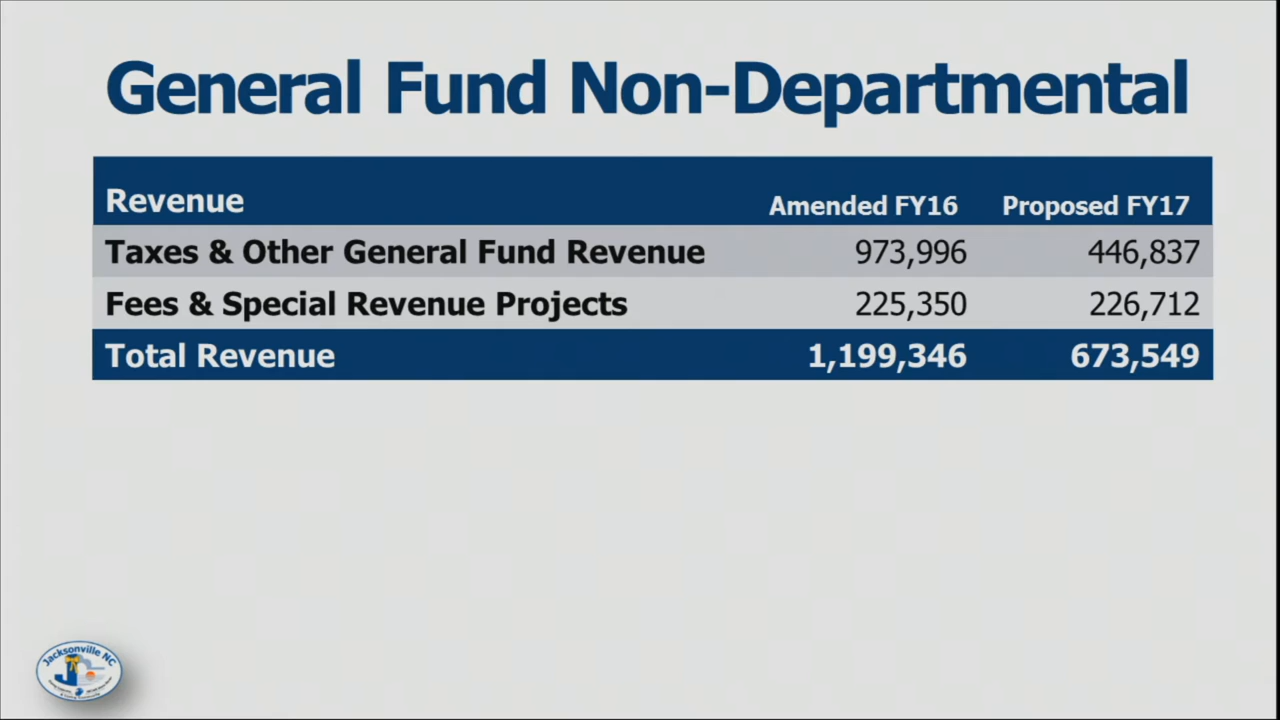 General Fund Non-Departmental
Revenue Amended FY16 Proposed FY17
Taxes & Other General Fund Revenue 973,996 446,837
Fees & Special Revenue Projects 225,350 226,712
Total Revenue 1,199,346 673,549
Jacksonville NC